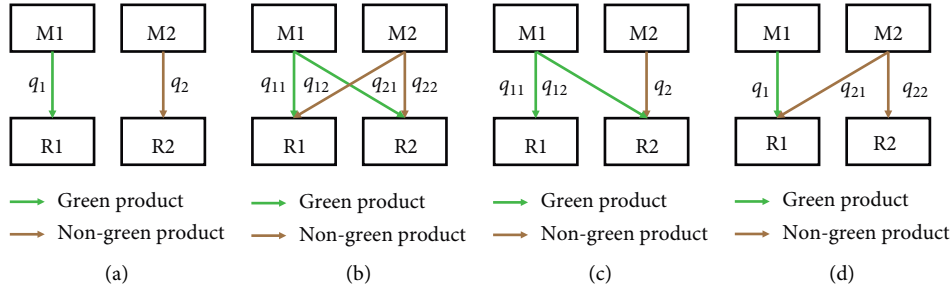 M1 M2 M1 M2 M1 M2 M1 M2
q1 q2 q11 q12 q21 q22 q11 q12 q2 q1 q21 q22
R1 R2 R1 R2 R1 R2 R1 R2
Green product Green product Green product Green product
Non-green product Non-green product Non-green product Non-green product
(a) (b) (c) (d)